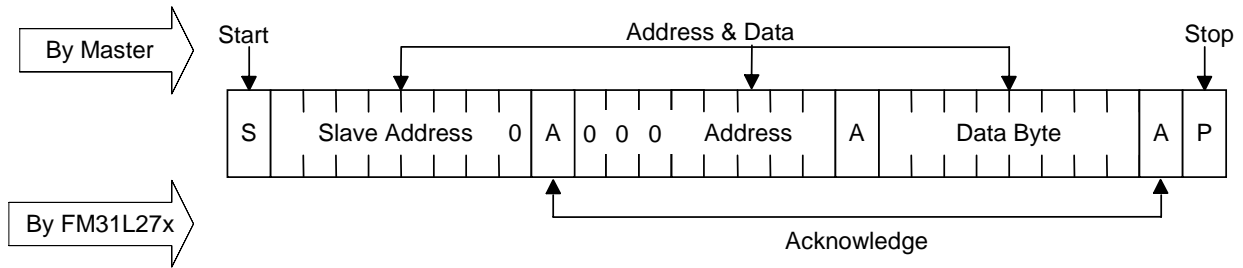 By Master
Start
Address & Data
Stop
S Slave Address 0 A 0 0 0 Address A Data Byte A P
By FM31L27x
Acknowledge